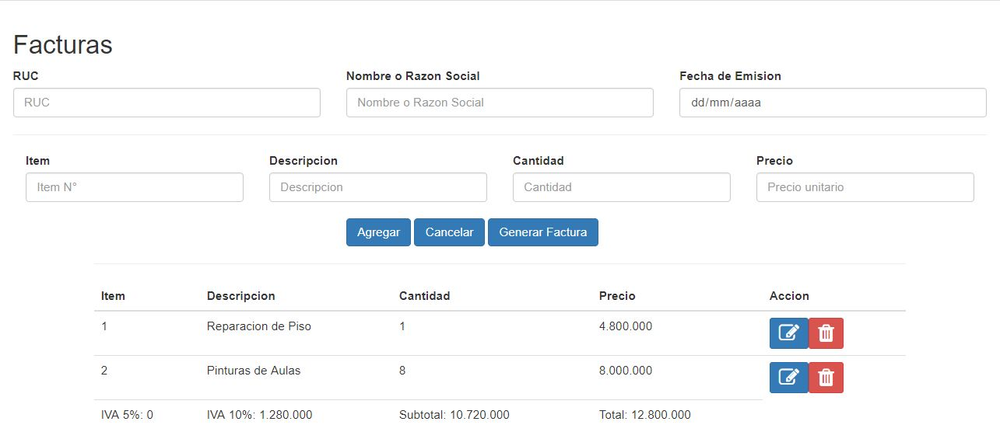 Facturas
RUC Nombre o Razon Social Fecha de Emision
RUC Nombre o Razon Social dd/mm/aaaa
Item Descripcion Cantidad Precio
Item N° Descripcion Cantidad Precio unitario
Agregar Cancelar Generar Factura
Item Descripcion Cantidad Precio Accion
1 Reparacion de Piso 1 4.800.000
2 Pinturas de Aulas 8 8.000.000
IVA 5%: 0 IVA 10%: 1.280.000 Subtotal: 10.720.000 Total: 12.800.000